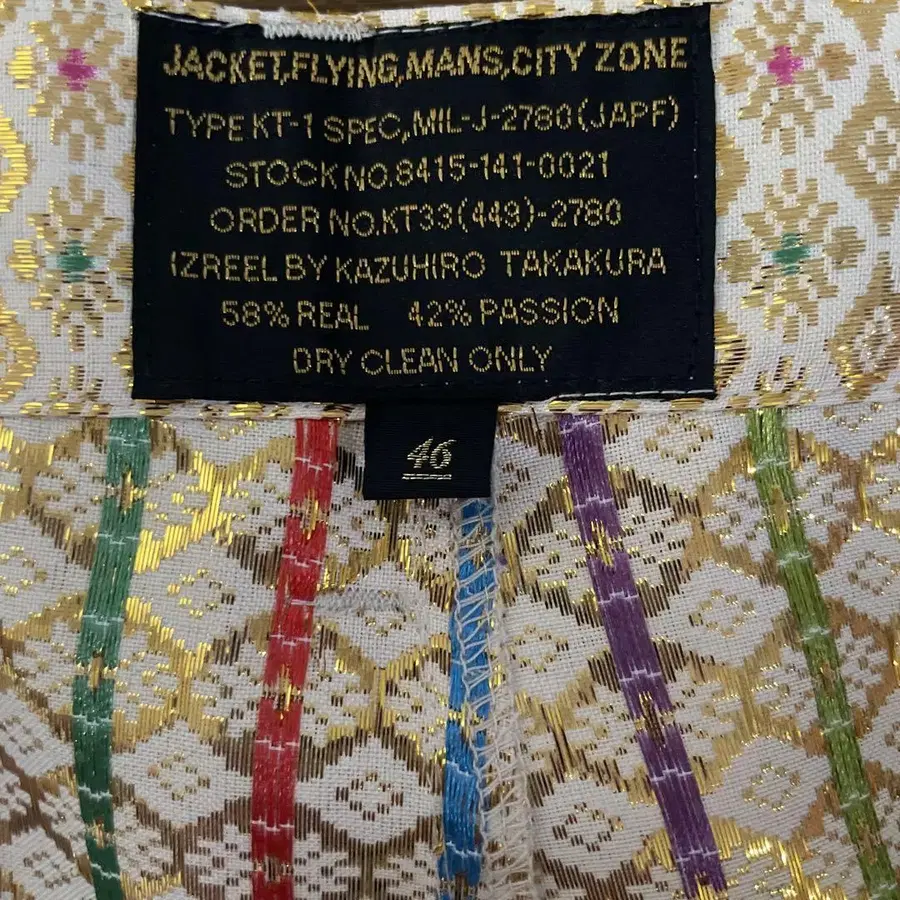 JACKET,FLYING,MANS,CITY ZONE
TYPE KT-1 SPEC,MIL-J-2780(JAPF)
STOCK NO.8415-141-0021
ORDER NO.KT33(449)-2780
IZREEL BY KAZUHIRO TAKAKURA
58% REAL 42% PASSION
DRY CLEAN ONLY
46